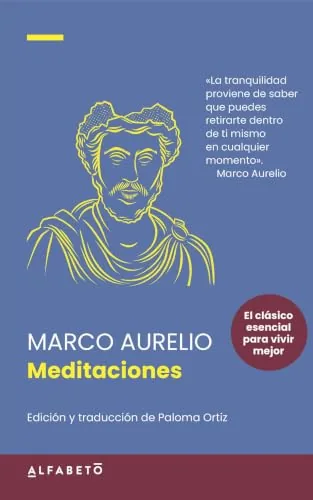 «La tranquilidad
proviene de saber
que puedes
retirarte dentro
de ti mismo
en cualquier
momento».
Marco Aurelio
El clásico
esencial
para vivir
mejor
MARCO AURELIO
Meditaciones
Edición y traducción de Paloma Ortiz
ALFABETO